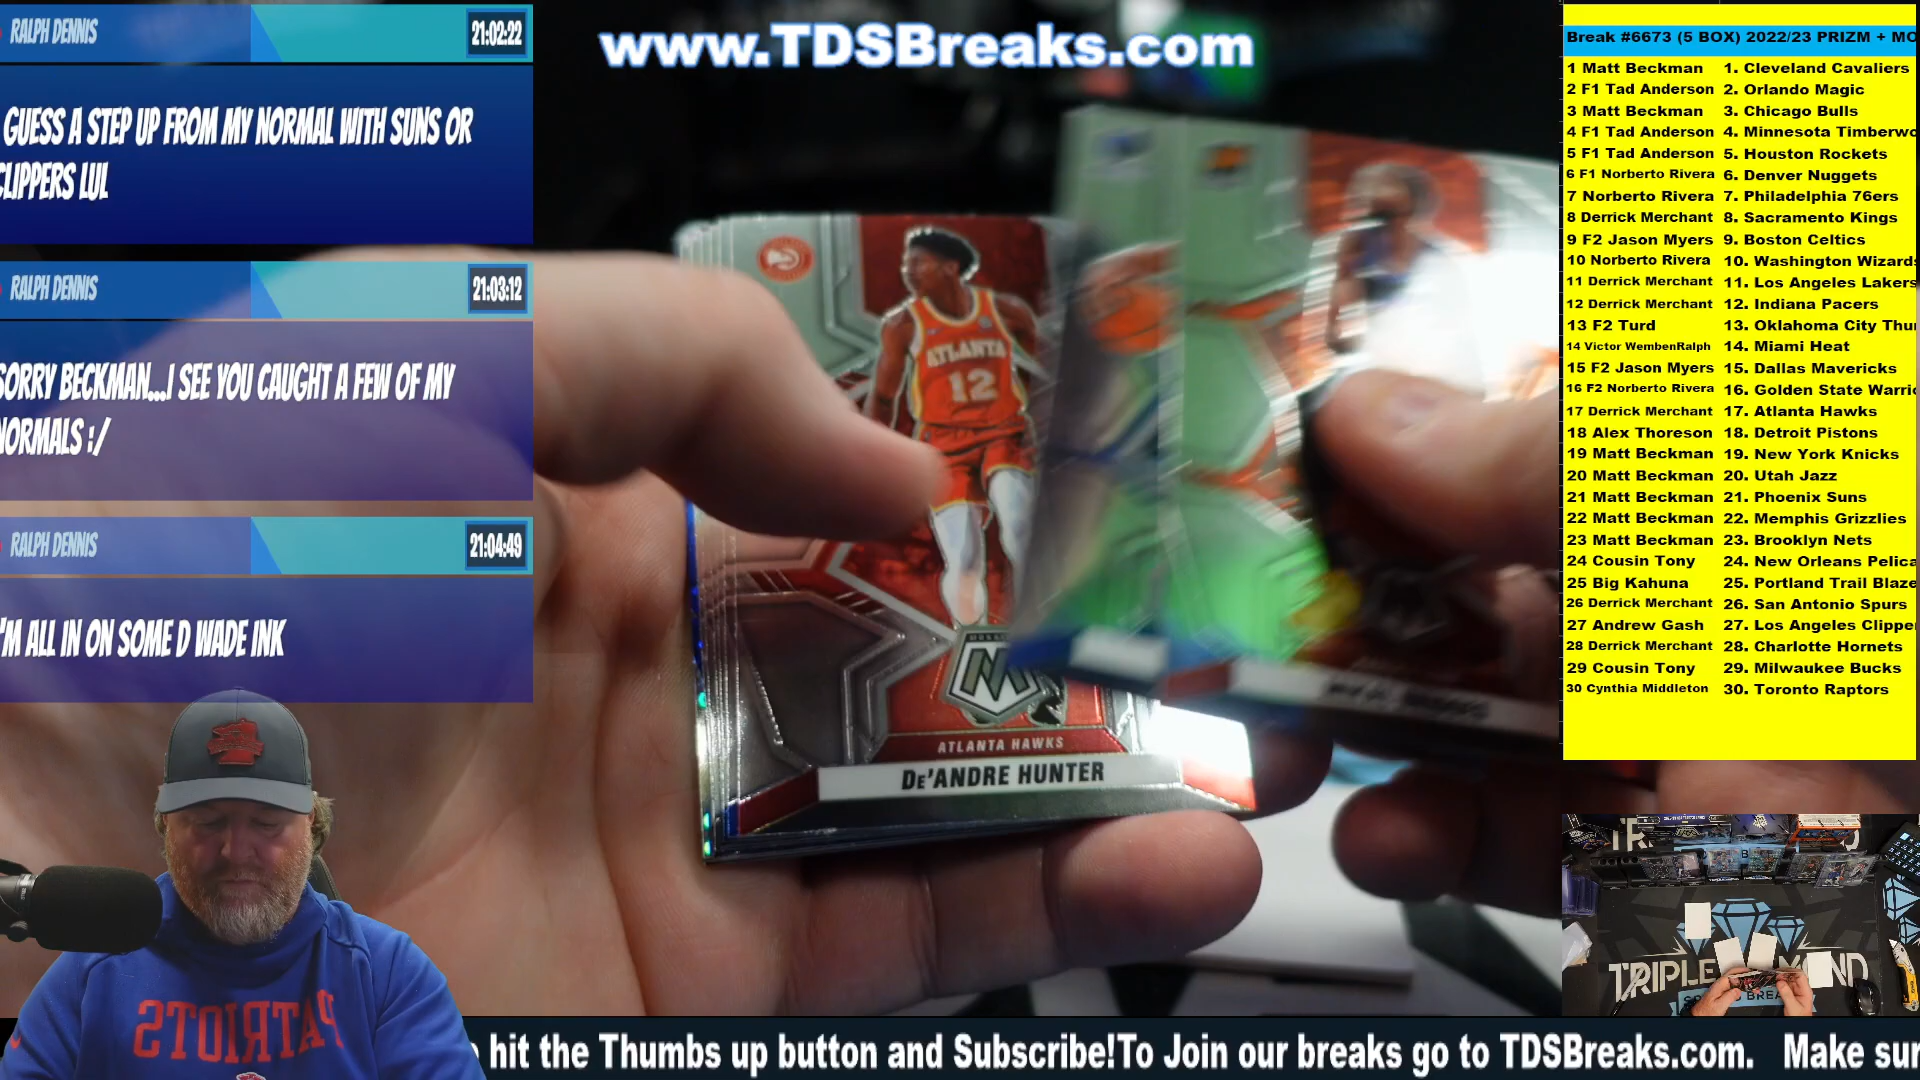 RALPH DENNIS
21:02:22
GUESS A STEP UP FROM MY NORMAL WITH SUNS OR
CLIPPERS LUL
RALPH DENNIS
21:03:12
SORRY BECKMAN...I SEE YOU CAUGHT A FEW OF MY
NORMALS :/
RALPH DENNIS
21:04:49
'M ALL IN ON SOME D WADE INK
www.TDSBreaks.com
ATLANTA
12
ATLANTA HAWKS
DE'ANDRE HUNTER
Break #6673 (5 BOX) 2022/23 PRIZM + MO
1 Matt Beckman 1. Cleveland Cavaliers
2 F1 Tad Anderson 2. Orlando Magic
3 Matt Beckman 3. Chicago Bulls
4 F1 Tad Anderson 4. Minnesota Timberwo
5 F1 Tad Anderson 5. Houston Rockets
6 F1 Norberto Rivera 6. Denver Nuggets
7 Norberto Rivera 7. Philadelphia 76ers
8 Derrick Merchant 8. Sacramento Kings
9 F2 Jason Myers 9. Boston Celtics
10 Norberto Rivera 10. Washington Wizards
11 Derrick Merchant 11. Los Angeles Lakers
12 Derrick Merchant 12. Indiana Pacers
13 F2 Turd 13. Oklahoma City Thu
14 Victor WembenRalph 14. Miami Heat
15 F2 Jason Myers 15. Dallas Mavericks
16 F2 Norberto Rivera 16. Golden State Warrio
17 Derrick Merchant 17. Atlanta Hawks
18 Alex Thoreson 18. Detroit Pistons
19 Matt Beckman 19. New York Knicks
20 Matt Beckman 20. Utah Jazz
21 Matt Beckman 21. Phoenix Suns
22 Matt Beckman 22. Memphis Grizzlies
23 Matt Beckman 23. Brooklyn Nets
24 Cousin Tony 24. New Orleans Pelica
25 Big Kahuna 25. Portland Trail Blaze
26 Derrick Merchant 26. San Antonio Spurs
27 Andrew Gash 27. Los Angeles Clipper
28 Derrick Merchant 28. Charlotte Hornets
29 Cousin Tony 29. Milwaukee Bucks
30 Cynthia Middleton 30. Toronto Raptors
PATRIOTS
hit the Thumbs up button and Subscribe!To Join our breaks go to TDSBreaks.com. Make sur